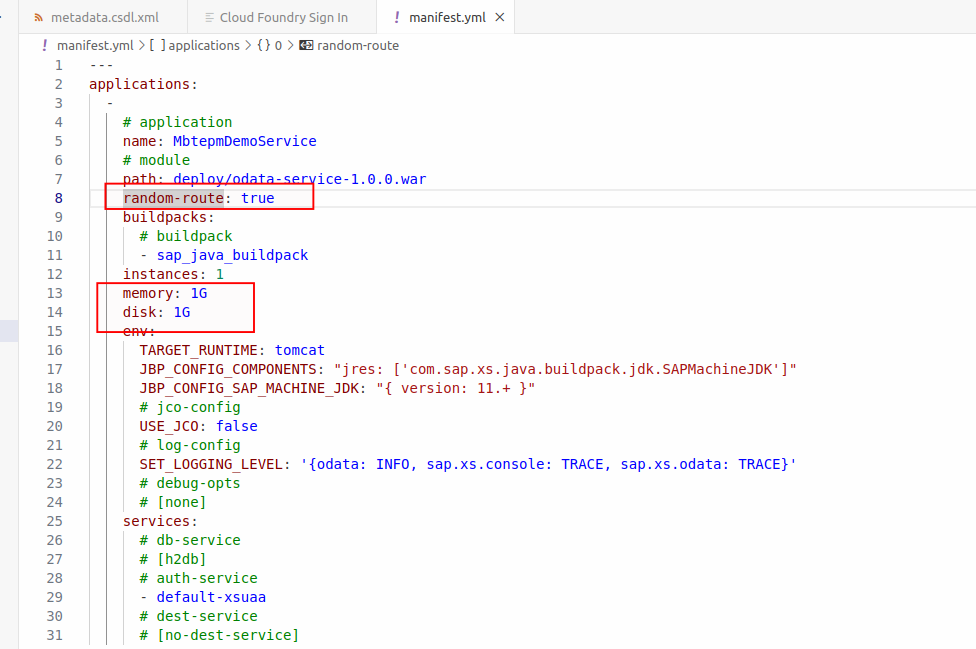 metadata.csdl.xml Cloud Foundry Sign In ! manifest.yml ×
! manifest.yml > [ ] applications > {} 0 > random-route
1 ---
2 applications:
3 -
4 # application
5 name: MbtepmDemoService
6 # module
7 path: deploy/odata-service-1.0.0.war
8 random-route: true
9 buildpacks:
10 # buildpack
11 - sap_java_buildpack
12 instances: 1
13 memory: 1G
14 disk: 1G
15 env:
16 TARGET_RUNTIME: tomcat
17 JBP_CONFIG_COMPONENTS: "jres: ['com.sap.xs.java.buildpack.jdk.SAPMachineJDK']"
18 JBP_CONFIG_SAP_MACHINE_JDK: "{ version: 11.+ }"
19 # jco-config
20 USE_JCO: false
21 # log-config
22 SET_LOGGING_LEVEL: '{odata: INFO, sap.xs.console: TRACE, sap.xs.odata: TRACE}'
23 # debug-opts
24 # [none]
25 services:
26 # db-service
27 # [h2db]
28 # auth-service
29 - default-xsuaa
30 # dest-service
31 # [no-dest-service]